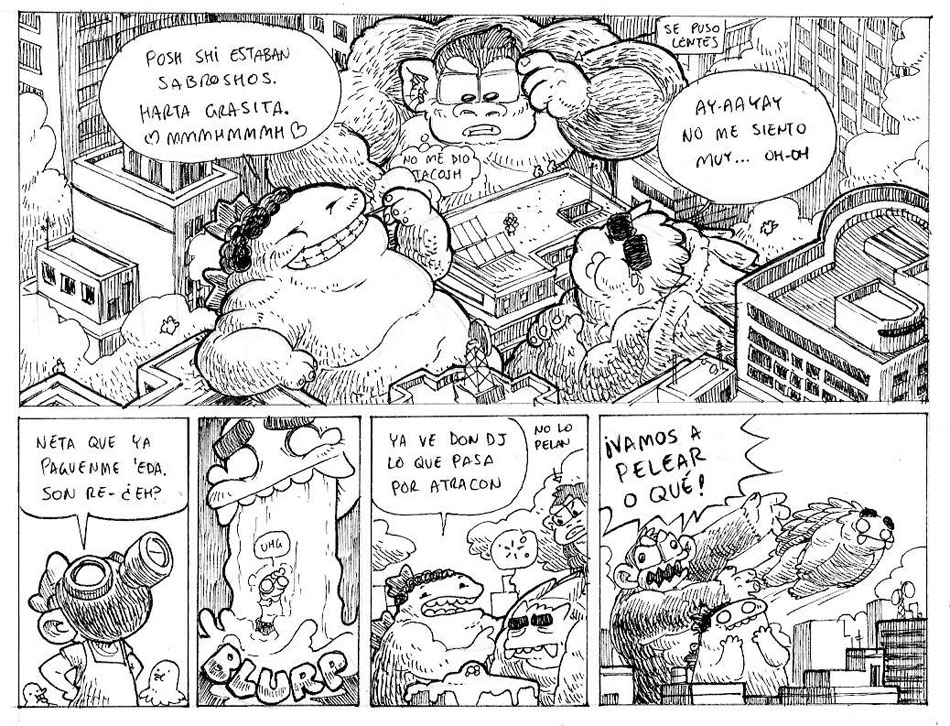 POSH SHI ESTABAN
SABROSHOS.
HARTA GRASITA.
♡MMMHMMMH♡
NO ME DIO
TACOSH
SE PUSO
LENTES
AY-AAYAY
NO ME SIENTO
MUY... OH-OH
NETA QUE YA
PAGUENME 'EDA.
SON RE- ¿EH?
UHG
BLURP
YA VE DON DJ
LO QUE PASA
POR ATRACON
NO LO
PELAN
¡VAMOS A
PELEAR
O QUÉ!